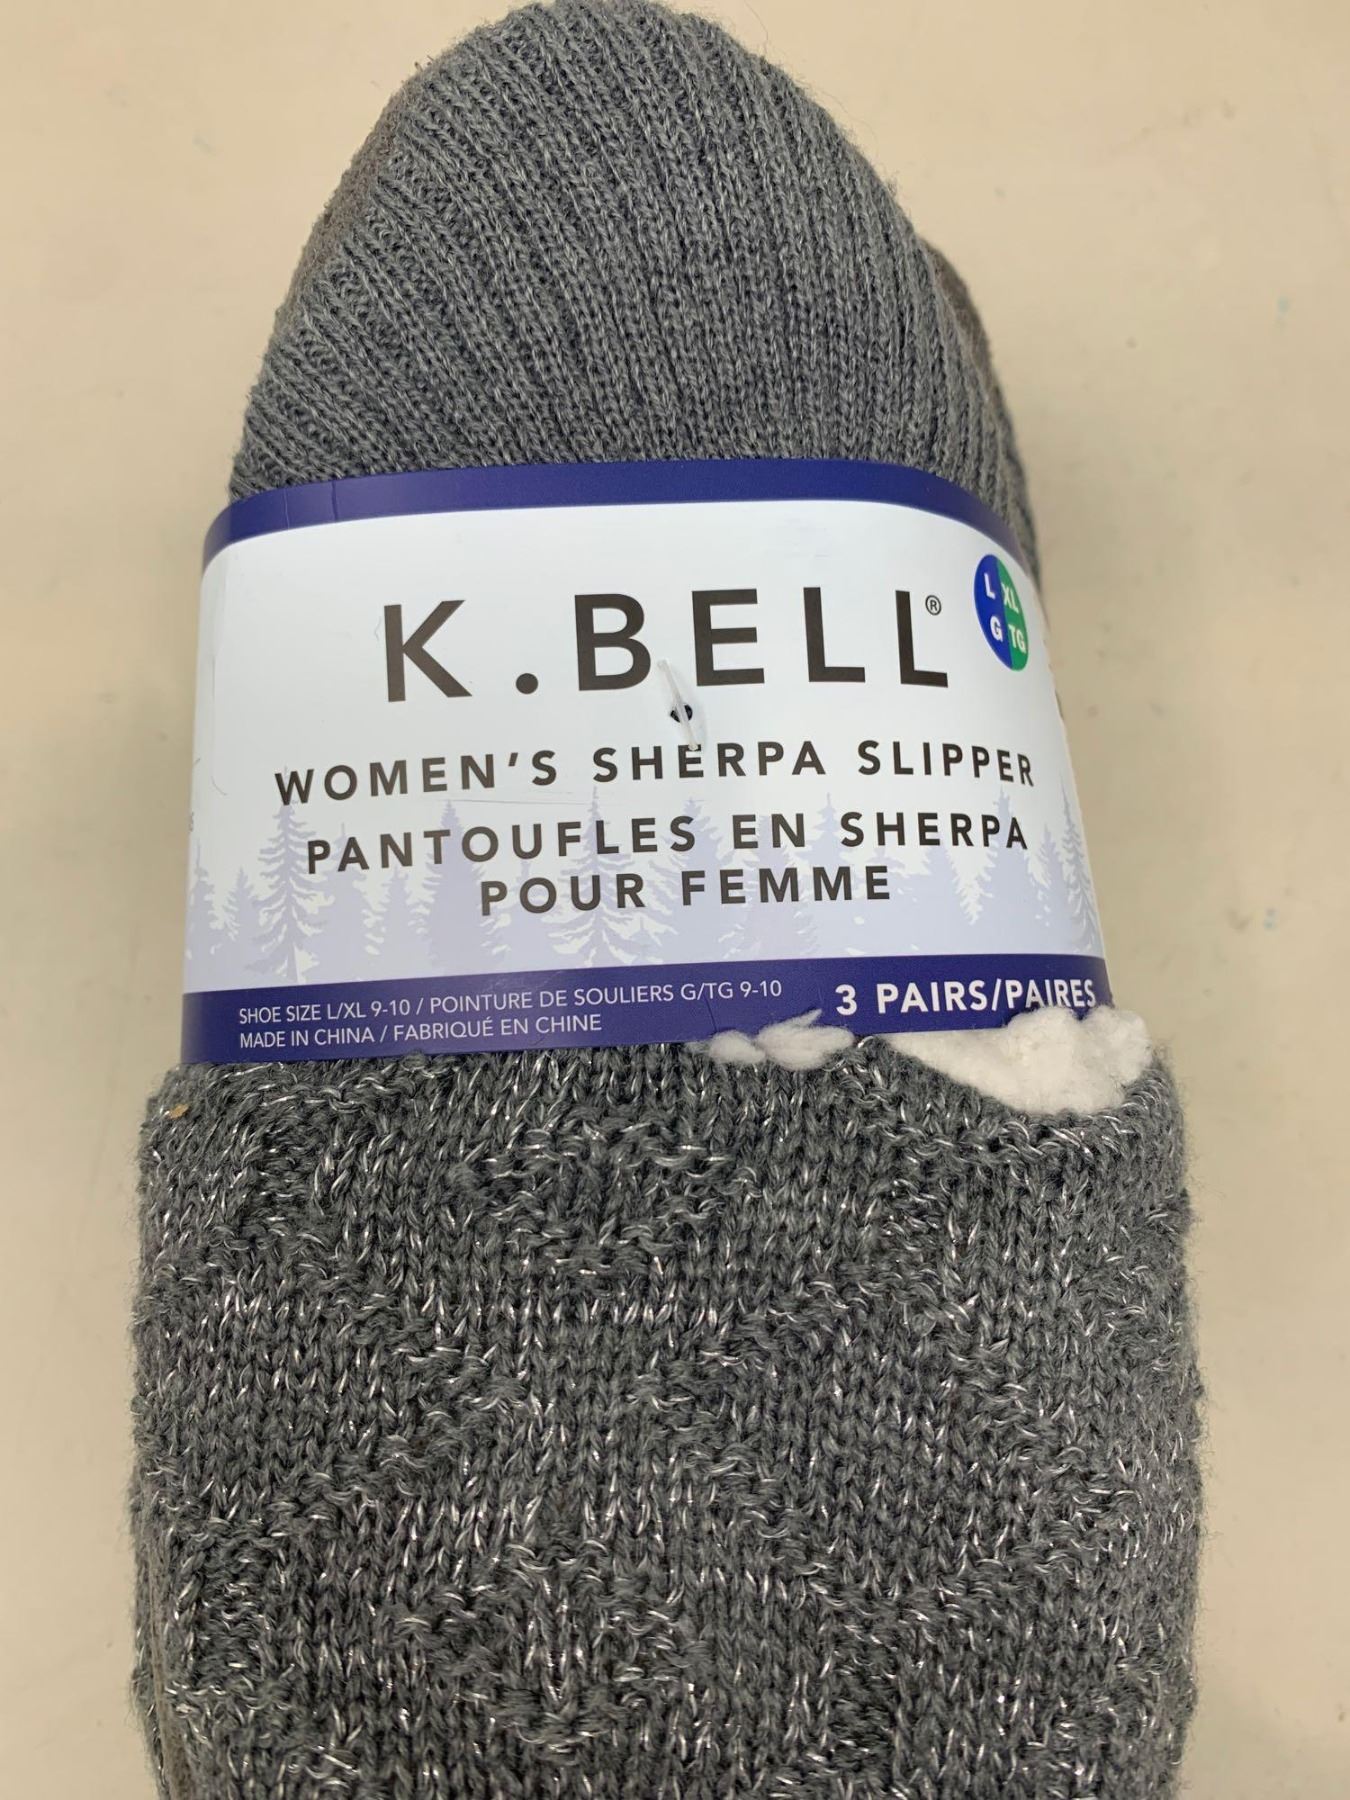 K.BELL®
L XL
G TG
WOMEN'S SHERPA SLIPPER
PANTOUFLES EN SHERPA
POUR FEMME
SHOE SIZE L/XL 9-10 / POINTURE DE SOULIERS G/TG 9-10
MADE IN CHINA / FABRIQUÉ EN CHINE
3 PAIRS/PAIRES